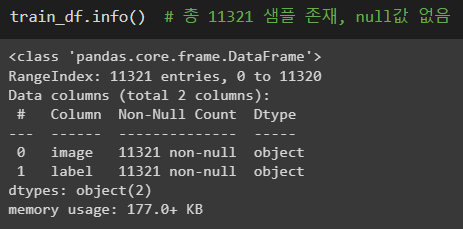 train_df.info()  # 총 11321 샘플 존재, null값 없음
<class 'pandas.core.frame.DataFrame'>
RangeIndex: 11321 entries, 0 to 11320
Data columns (total 2 columns):
 #   Column  Non-Null Count  Dtype
---  ------  --------------  -----
 0   image   11321 non-null  object
 1   label   11321 non-null  object
dtypes: object(2)
memory usage: 177.0+ KB